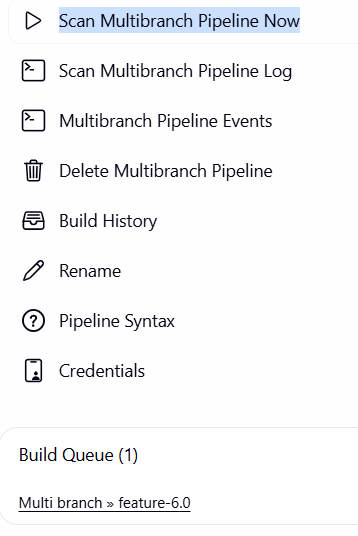 Scan Multibranch Pipeline Now
Scan Multibranch Pipeline Log
Multibranch Pipeline Events
Delete Multibranch Pipeline
Build History
Rename
Pipeline Syntax
Credentials
Build Queue (1)
Multi branch » feature-6.0